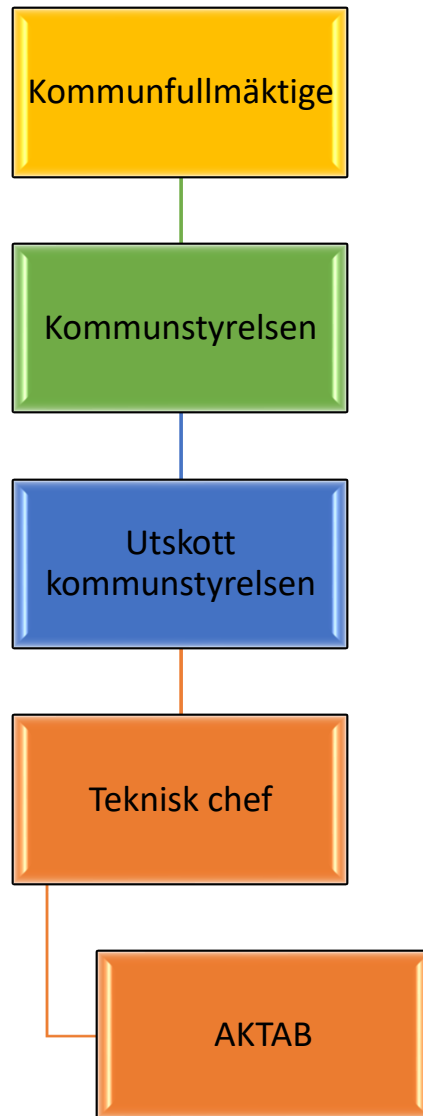 Kommunfullmäktige
Kommunstyrelsen
Utskott
kommunstyrelsen
Teknisk chef
AKTAB